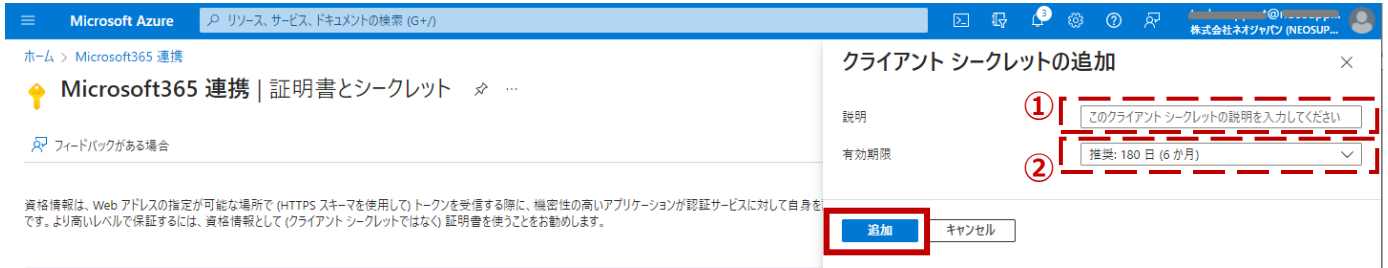 Microsoft Azure
リソース、サービス、ドキュメントの検索 (G+/)
3
株式会社ネオジャパン (NEOSUP...
ホーム > Microsoft365 連携
Microsoft365 連携 | 証明書とシークレット
フィードバックがある場合
資格情報は、Web アドレスの指定が可能な場所で (HTTPS スキーマを使用して) トークンを受信する際に、機密性の高いアプリケーションが認証サービスに対して自身を
です。より高いレベルで保証するには、資格情報として (クライアント シークレットではなく) 証明書を使うことをお勧めします。
クライアント シークレットの追加
説明
①
このクライアント シークレットの説明を入力してください
有効期限
②
推奨: 180 日 (6 か月)
追加
キャンセル